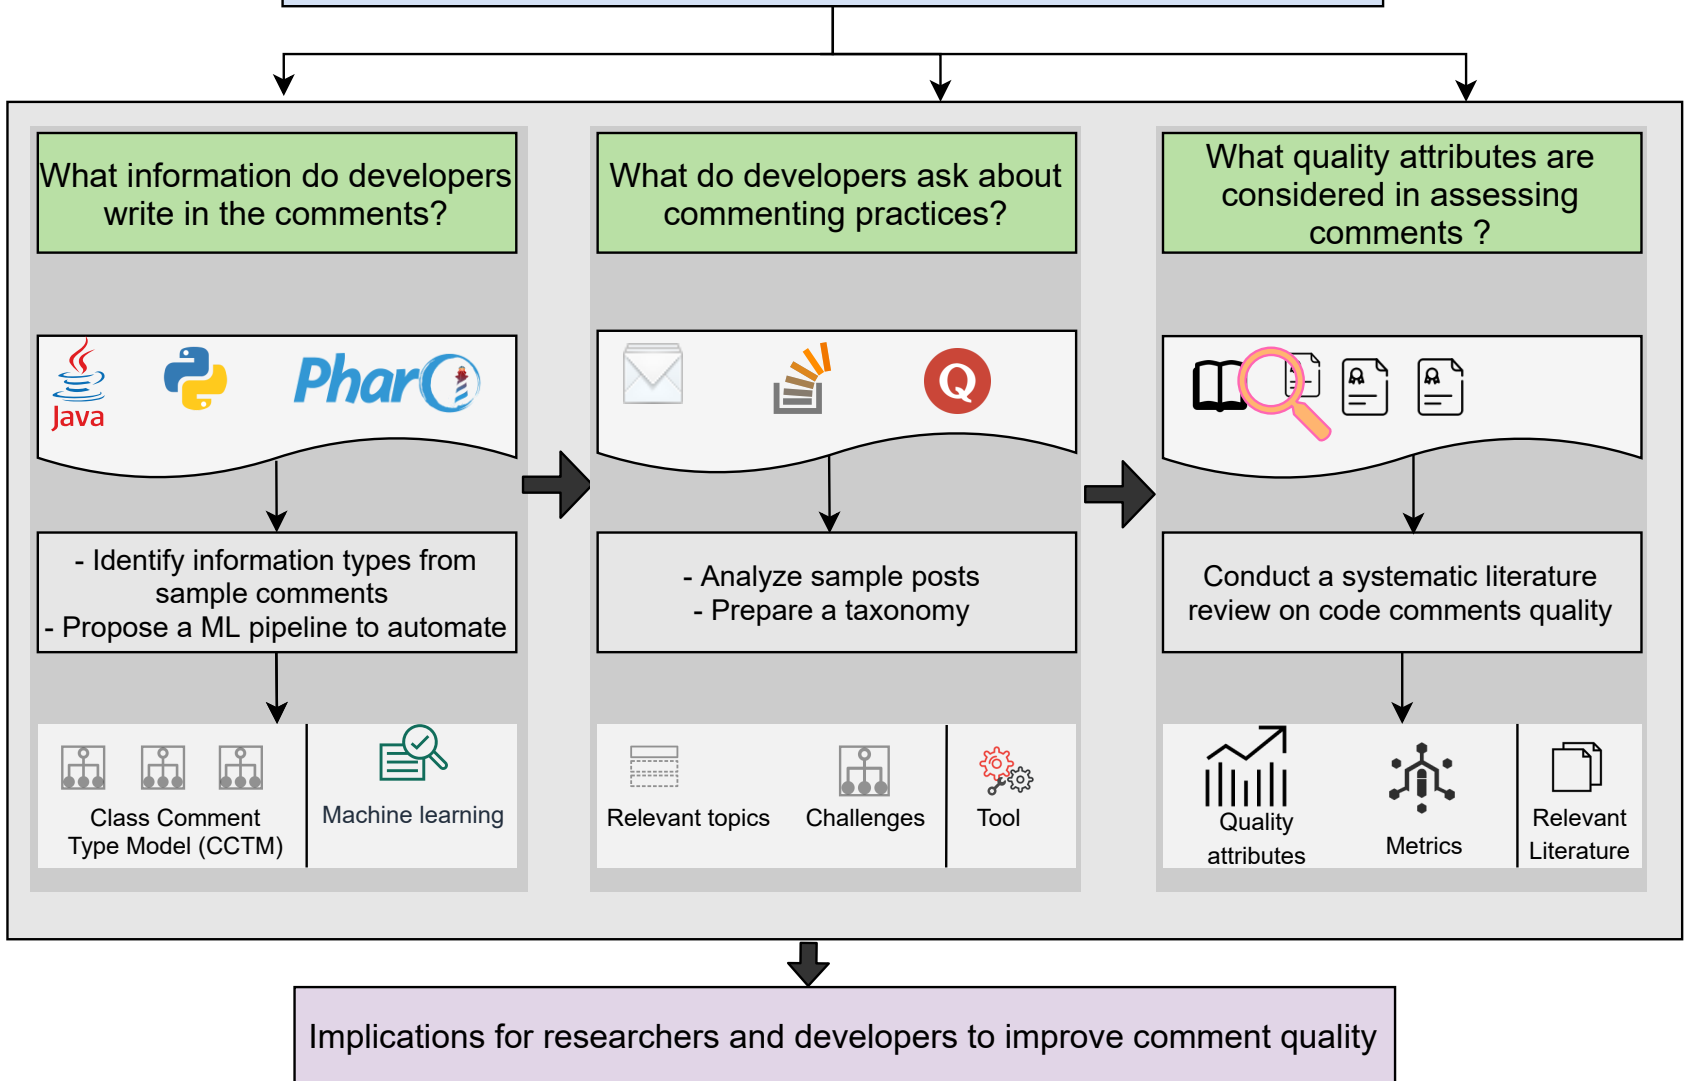 What information do developers
write in the comments?
What do developers ask about
commenting practices?
What quality attributes are
considered in assessing
comments ?
Java
Pharo
Q
- Identify information types from
sample comments
- Propose a ML pipeline to automate
- Analyze sample posts
- Prepare a taxonomy
Conduct a systematic literature
review on code comments quality
Class Comment
Type Model (CCTM)
Machine learning
Relevant topics
Challenges
Tool
Quality
attributes
Metrics
Relevant
Literature
Implications for researchers and developers to improve comment quality